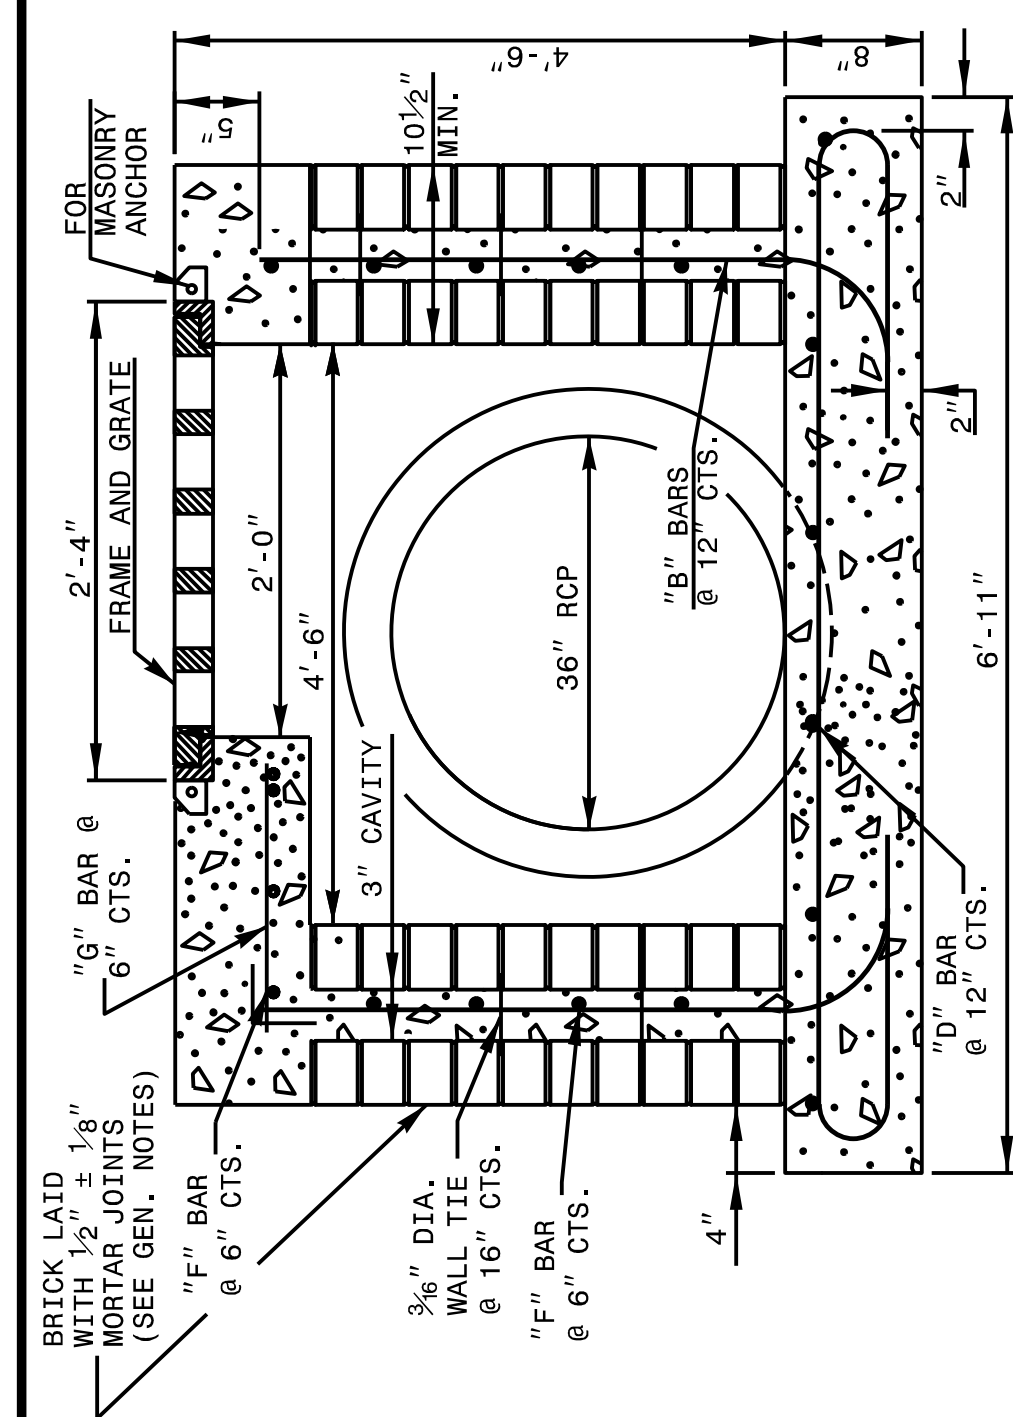 BRICK LAID
WITH 1/2" ± 1/8"
MORTAR JOINTS
(SEE GEN. NOTES)
"G" BAR @
6" CTS.
2'-4"
FRAME AND GRATE
FOR
MASONRY
ANCHOR
"F" BAR
@ 6" CTS.
2'-0"
5"
4'-6"
3" CAVITY
10 1/2"
MIN.
4'-6"
3/16" DIA.
WALL TIE
@ 16" CTS.
"F" BAR
@ 6" CTS.
36" RCP
"B" BARS
@ 12" CTS.
4"
8"
"D" BAR
@ 12" CTS.
2"
2"
6'-11"